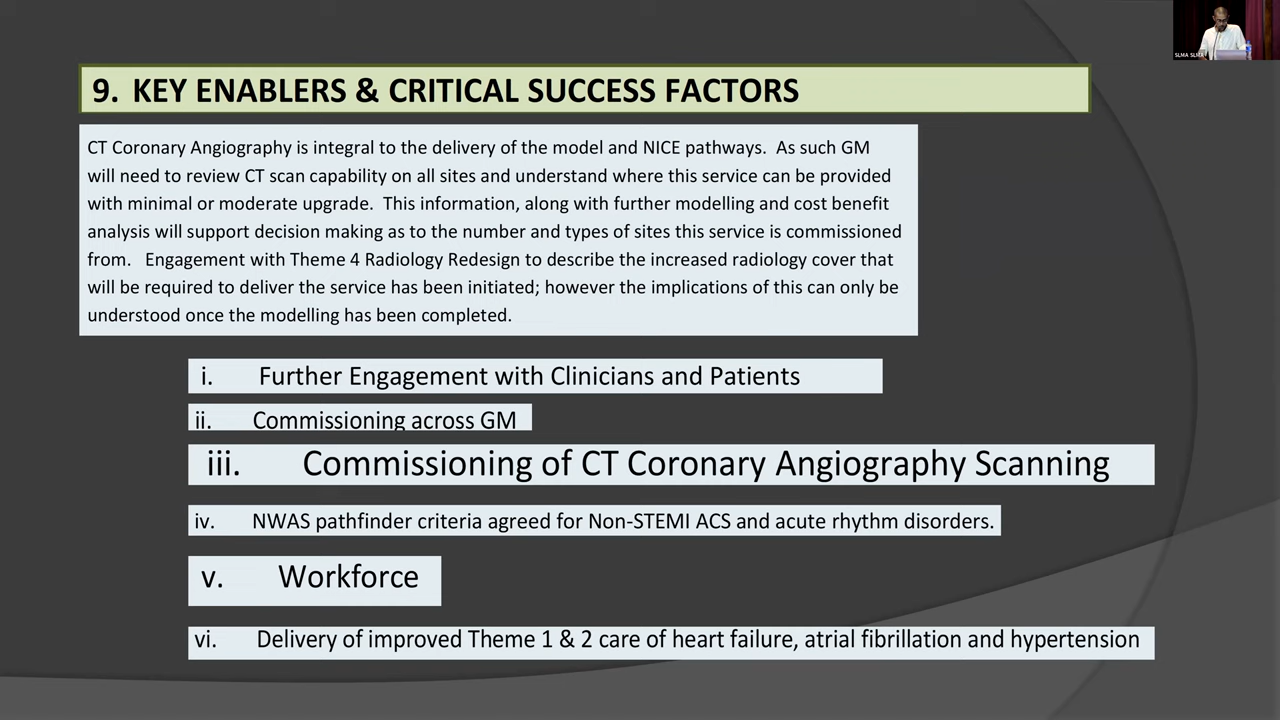 SLMA SLMA
9. KEY ENABLERS & CRITICAL SUCCESS FACTORS
CT Coronary Angiography is integral to the delivery of the model and NICE pathways. As such GM
will need to review CT scan capability on all sites and understand where this service can be provided
with minimal or moderate upgrade. This information, along with further modelling and cost benefit
analysis will support decision making as to the number and types of sites this service is commissioned
from. Engagement with Theme 4 Radiology Redesign to describe the increased radiology cover that
will be required to deliver the service has been initiated; however the implications of this can only be
understood once the modelling has been completed.
i. Further Engagement with Clinicians and Patients
ii. Commissioning across GM
iii. Commissioning of CT Coronary Angiography Scanning
iv. NWAS pathfinder criteria agreed for Non-STEMI ACS and acute rhythm disorders.
v. Workforce
vi. Delivery of improved Theme 1 & 2 care of heart failure, atrial fibrillation and hypertension